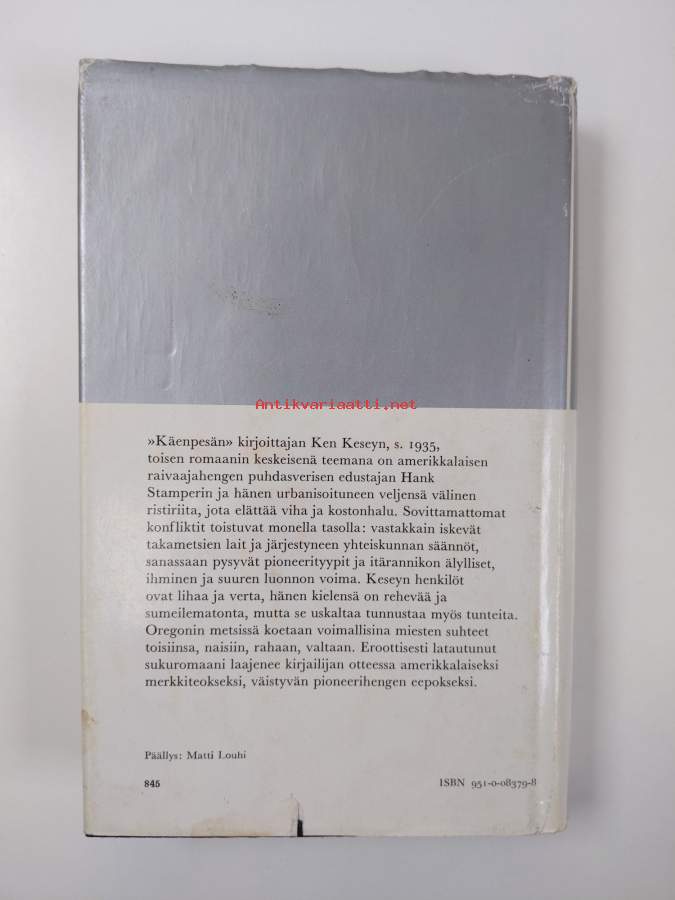 Antikvariaatti.net
»Käenpesän» kirjoittajan Ken Keseyn, s. 1935,
toisen romaanin keskeisenä teemana on amerikkalaisen
raivaajahengen puhdasverisen edustajan Hank
Stamperin ja hänen urbanisoituneen veljensä välinen
ristiriita, jota elättää viha ja kostonhalu. Sovittamattomat
konfliktit toistuvat monella tasolla: vastakkain iskevät
takametsien lait ja järjestyneen yhteiskunnan säännöt,
sanassaan pysyvät pioneerityypit ja itärannikon älylliset,
ihminen ja suuren luonnon voima. Keseyn henkilöt
ovat lihaa ja verta, hänen kielensä on rehevää ja
sumeilematonta, mutta se uskaltaa tunnustaa myös tunteita.
Oregonin metsissä koetaan voimallisina miesten suhteet
toisiinsa, naisiin, rahaan, valtaan. Eroottisesti latautunut
sukuromaani laajenee kirjailijan otteessa amerikkalaiseksi
merkkiteokseksi, väistyvän pioneerihengen eepokseksi.
Päällys: Matti Louhi
845 ISBN 951-0-08379-8